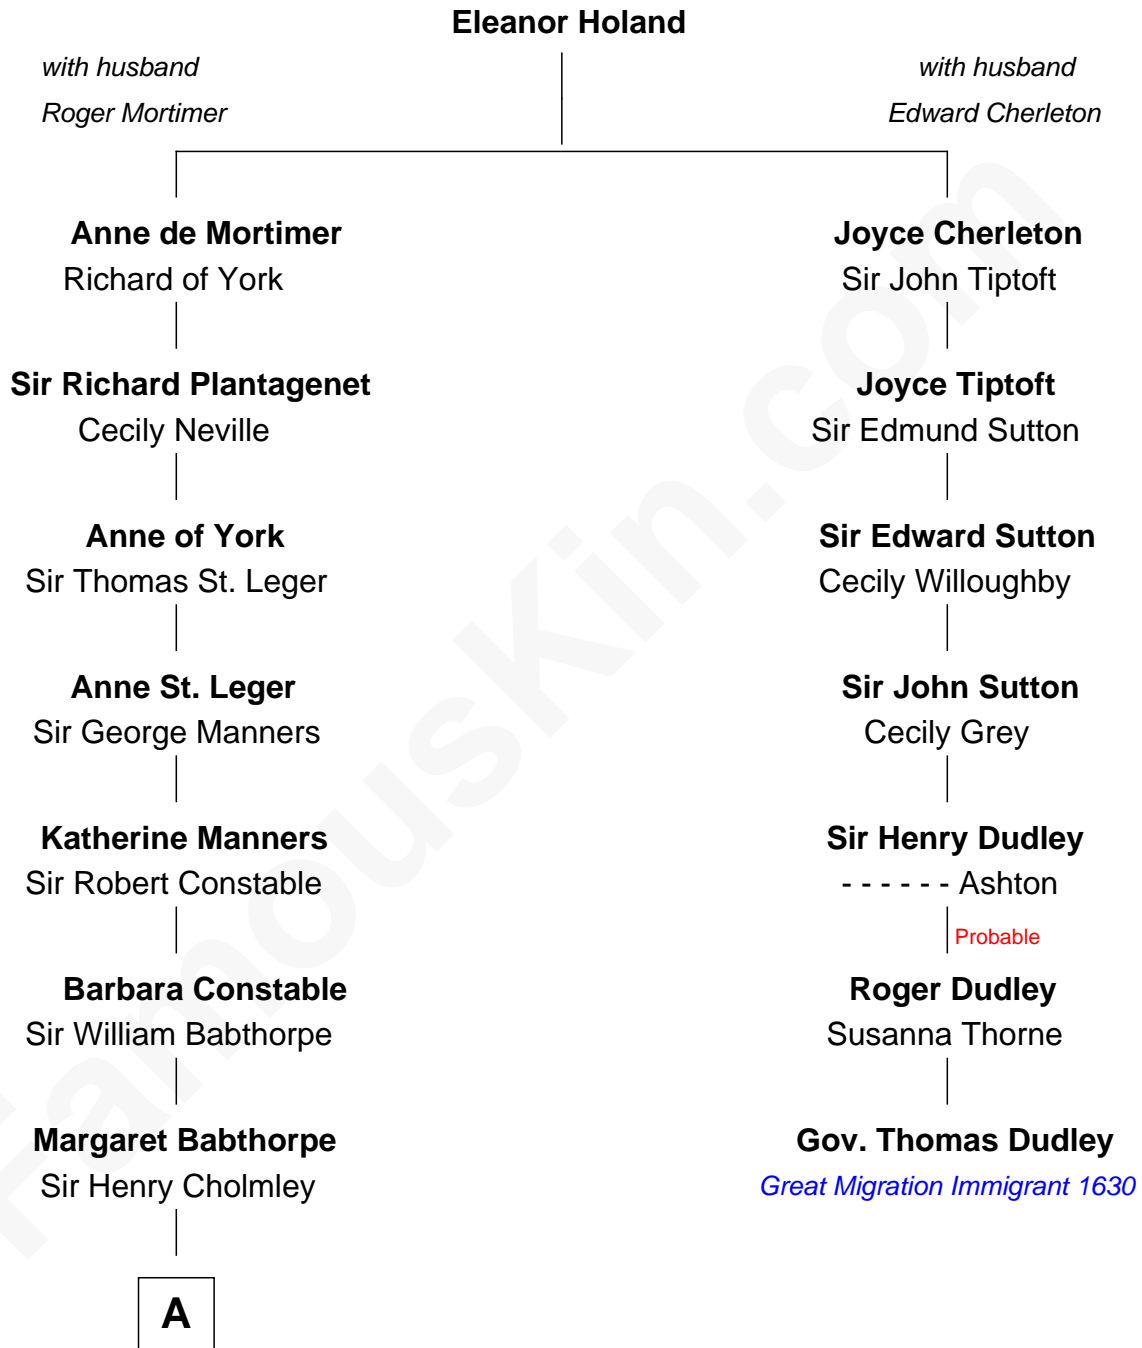 Eleanor Holand
with husband
Roger Mortimer
with husband
Edward Cherleton
Anne de Mortimer
Richard of York
Joyce Cherleton
Sir John Tiptoft
Sir Richard Plantagenet
Cecily Neville
Joyce Tiptoft
Sir Edmund Sutton
Anne of York
Sir Thomas St. Leger
Sir Edward Sutton
Cecily Willoughby
Anne St. Leger
Sir George Manners
Sir John Sutton
Cecily Grey
Katherine Manners
Sir Robert Constable
Sir Henry Dudley
- - - - - - Ashton
Probable
Barbara Constable
Sir William Babthorpe
Roger Dudley
Susanna Thorne
Margaret Babthorpe
Sir Henry Cholmley
Gov. Thomas Dudley
Great Migration Immigrant 1630
A
FamousKin.com